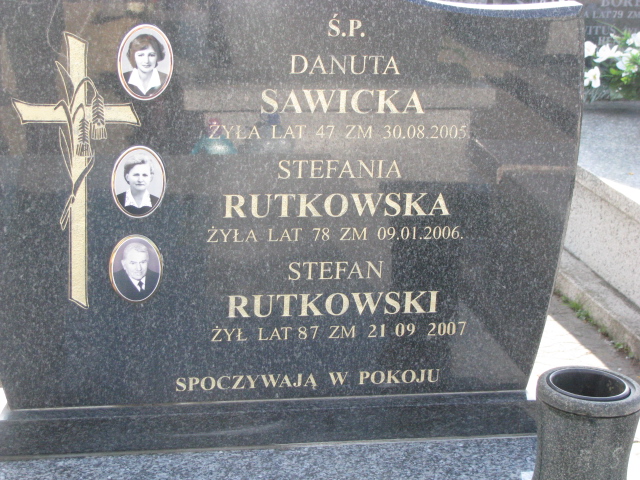 Ś.P.
DANUTA
SAWICKA
ŻYŁA LAT 47 ZM 30.08.2005.
STEFANIA
RUTKOWSKA
ŻYŁA LAT 78 ZM 09.01.2006.
STEFAN
RUTKOWSKI
ŻYŁ LAT 87 ZM 21 09 2007
SPOCZYWAJĄ W POKOJU